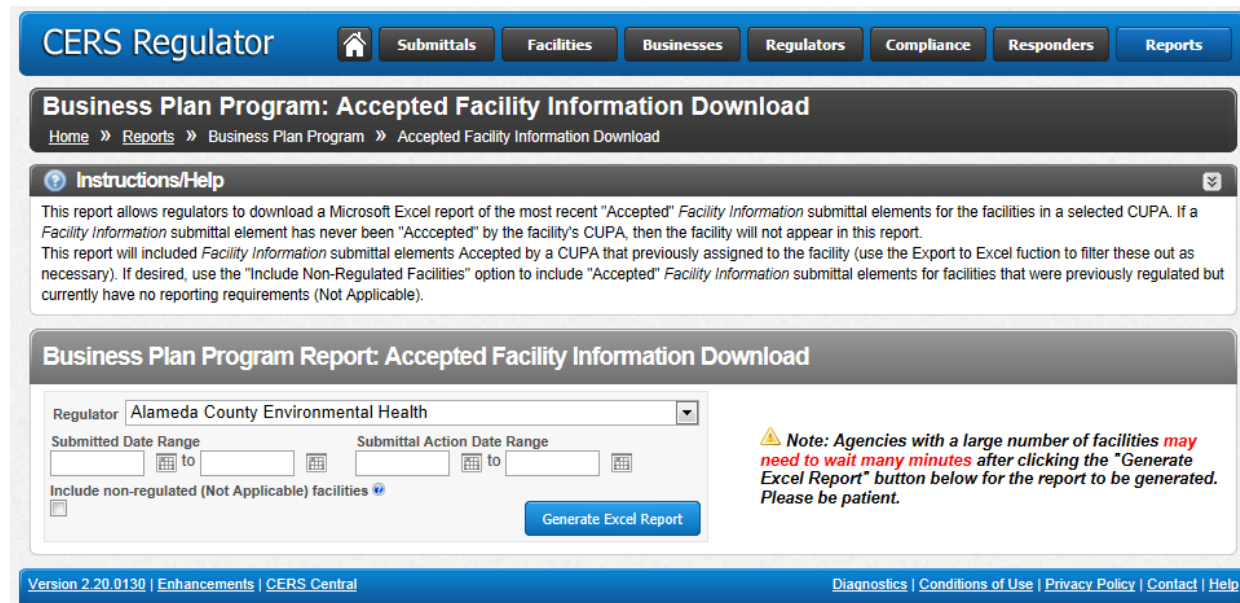 CERS Regulator
Submittals
Facilities
Businesses
Regulators
Compliance
Responders
Reports
Business Plan Program: Accepted Facility Information Download
Home » Reports » Business Plan Program » Accepted Facility Information Download
Instructions/Help
This report allows regulators to download a Microsoft Excel report of the most recent "Accepted" Facility Information submittal elements for the facilities in a selected CUPA. If a
Facility Information submittal element has never been "Acccepted" by the facility's CUPA, then the facility will not appear in this report.
This report will included Facility Information submittal elements Accepted by a CUPA that previously assigned to the facility (use the Export to Excel fuction to filter these out as
necessary). If desired, use the "Include Non-Regulated Facilities" option to include "Accepted" Facility Information submittal elements for facilities that were previously regulated but
currently have no reporting requirements (Not Applicable).
Business Plan Program Report: Accepted Facility Information Download
Regulator Alameda County Environmental Health
Submitted Date Range
Submittal Action Date Range
to
to
Include non-regulated (Not Applicable) facilities
Generate Excel Report
Note: Agencies with a large number of facilities may
need to wait many minutes after clicking the "Generate
Excel Report" button below for the report to be generated.
Please be patient.
Version 2.20.0130 | Enhancements | CERS Central
Diagnostics | Conditions of Use | Privacy Policy | Contact | Help